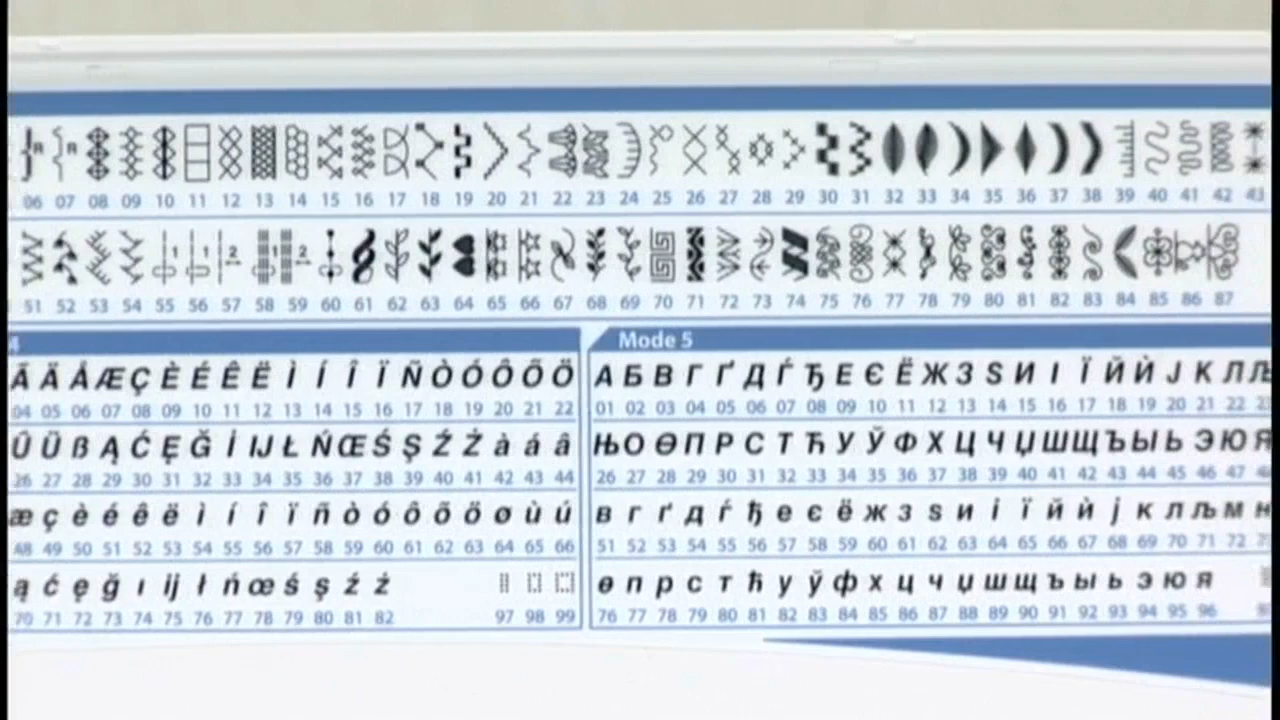 R R
06 07 08 09 10 11 12 13 14 15 16 17 18 19 20 21 22 23 24 25 26 27 28 29 30 31 32 33 34 35 36 37 38 39 40 41 42 43
1 1 2 1 2
51 52 53 54 55 56 57 58 59 60 61 62 63 64 65 66 67 68 69 70 71 72 73 74 75 76 77 78 79 80 81 82 83 84 85 86 87
4
Ã Ä Å Æ Ç È É Ê Ë Ì Í Î Ï Ñ Ò Ó Ô Õ Ö
04 05 06 07 08 09 10 11 12 13 14 15 16 17 18 19 20 21 22
Û Ü ß Ą Ć Ę Ğ İ IJ Ł Ń Œ Ś Ş Ź Ż à á â
26 27 28 29 30 31 32 33 34 35 36 37 38 39 40 41 42 43 44
æ ç è é ê ë ì í î ï ñ ò ó ô õ ö ø ù ú
48 49 50 51 52 53 54 55 56 57 58 59 60 61 62 63 64 65 66
ą ć ę ğ ı ij ł ń œ ś ş ź ż
70 71 72 73 74 75 76 77 78 79 80 81 82 97 98 99
Mode 5
А Б В Г Ґ Д Ѓ Ђ Е Є Ё Ж З Ѕ И І Ї Й Ѝ Ј К Л Љ
01 02 03 04 05 06 07 08 09 10 11 12 13 14 15 16 17 18 19 20 21 22
Њ О Ө П Р С Т Ћ У Ў Ф Х Ц Ч Џ Ш Щ Ъ Ы Ь Э Ю Я
26 27 28 29 30 31 32 33 34 35 36 37 38 39 40 41 42 43 44 45 46 47
в г ґ д ѓ ђ е є ё ж з ѕ и і ї й ѝ ј к л љ м н
51 52 53 54 55 56 57 58 59 60 61 62 63 64 65 66 67 68 69 70 71 72
ө п р с т ћ у ў ф х ц ч џ ш щ ъ ы ь э ю я
76 77 78 79 80 81 82 83 84 85 86 87 88 89 90 91 92 93 94 95 96